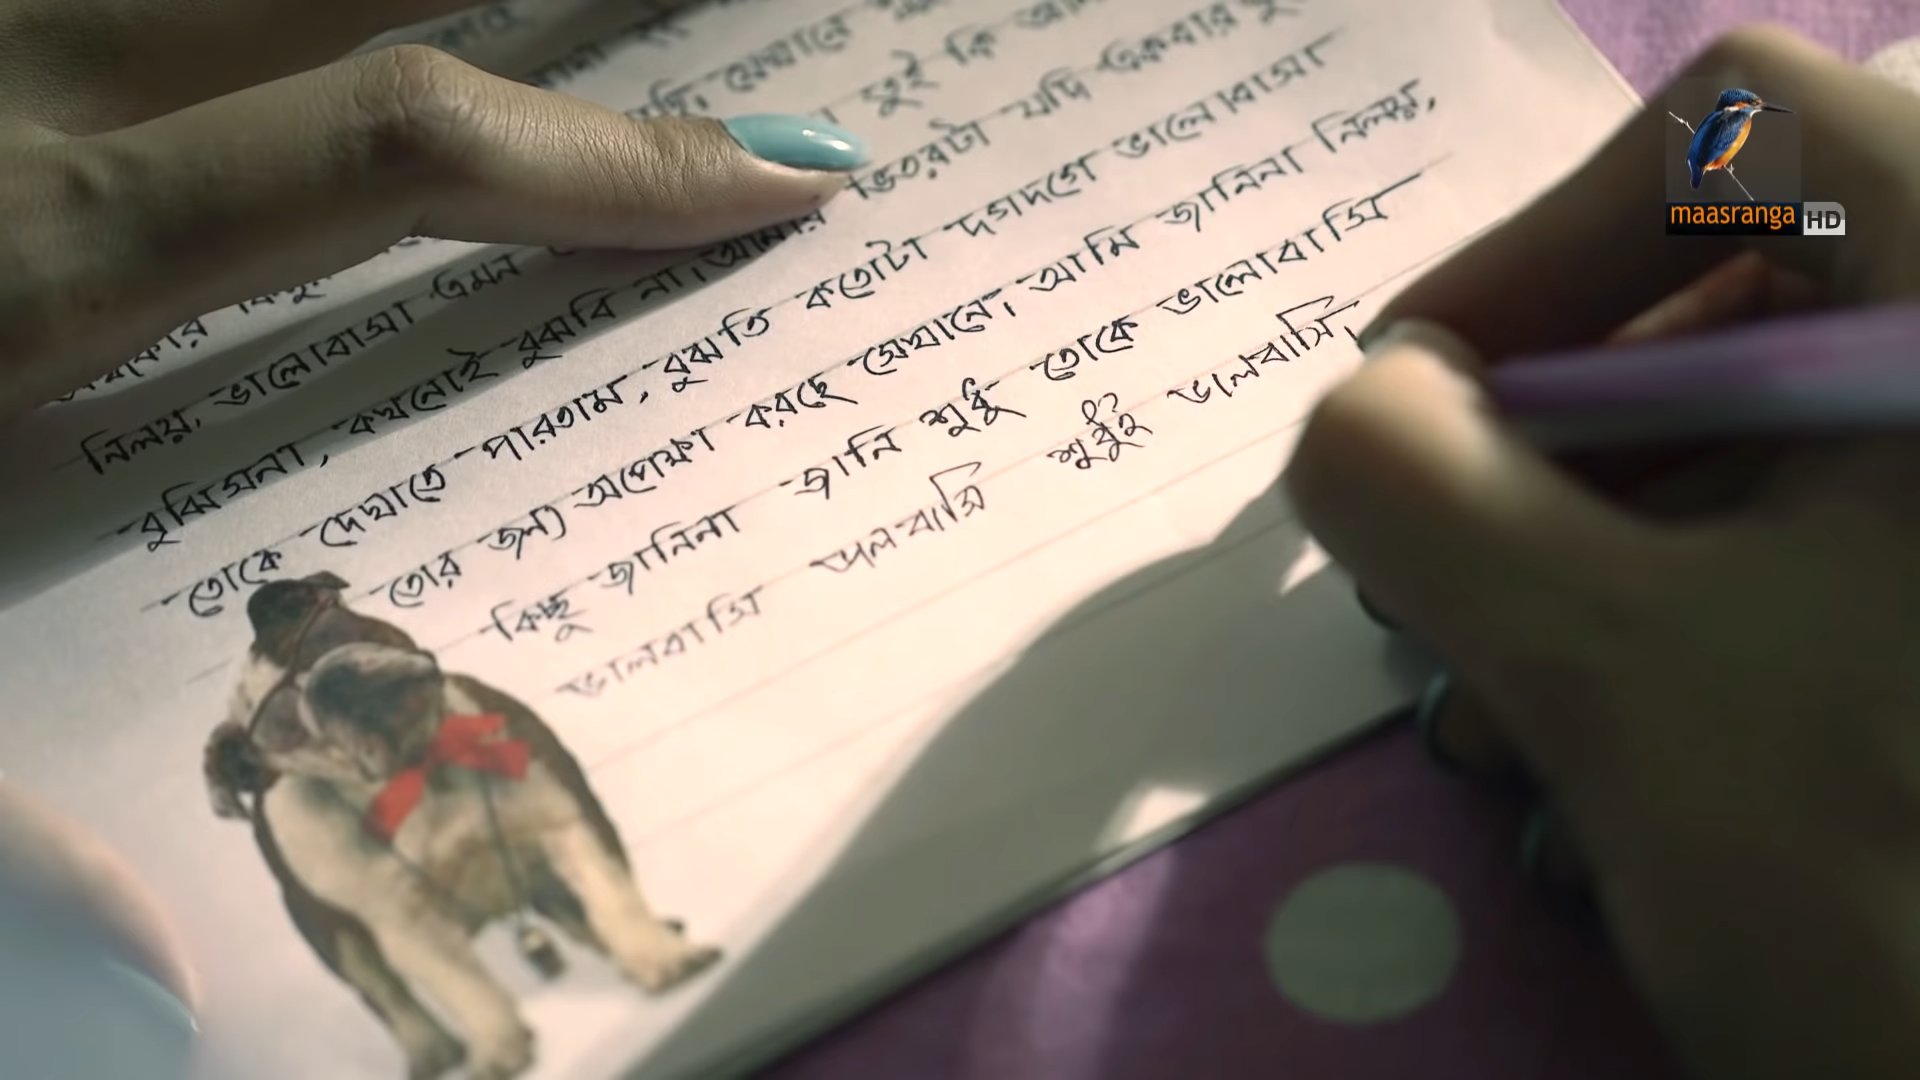 যেখানে
তুই কি
ভিতরটা যদি একবার
নিলয়, ভালোবাসা এমন
বুঝিসনা, কখনোই বুঝবি না। আমার
তোকে দেখাতে পারতাম, বুঝতি কতোটা দগদগে ভালোবাসা
তোর জন্য অপেক্ষা করছে সেখানে। আমি জানিনা নিলয়,
কিচ্ছু জানিনা জানি শুধু তোকে ভালোবাসি
ভালবাসি ভালবাসি শুধুই ভালবাসি।
maasranga HD